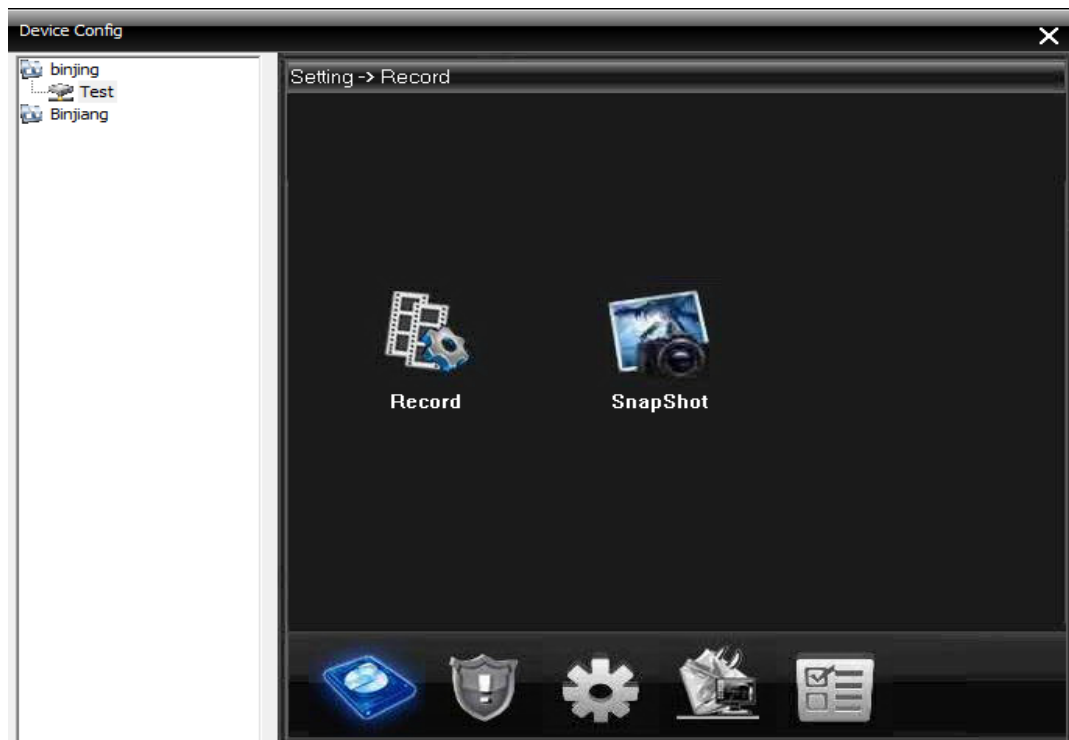 Device Config
binjing
Test
Binjiang
Setting -> Record
Record
SnapShot